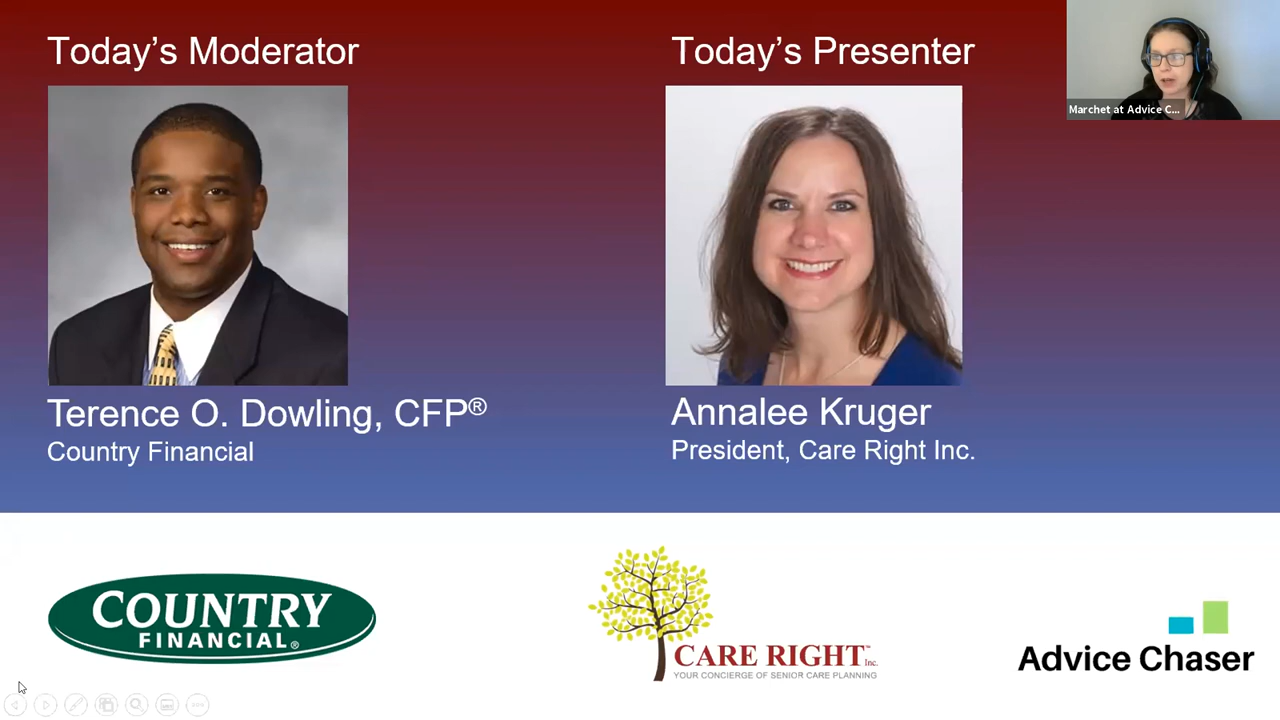 Today's Moderator
Today's Presenter
Marchet at Advice C...
Terence O. Dowling, CFP®
Country Financial
Annalee Kruger
President, Care Right Inc.
COUNTRY
FINANCIAL®
CARE RIGHT™ Inc.
YOUR CONCIERGE OF SENIOR CARE PLANNING
Advice Chaser